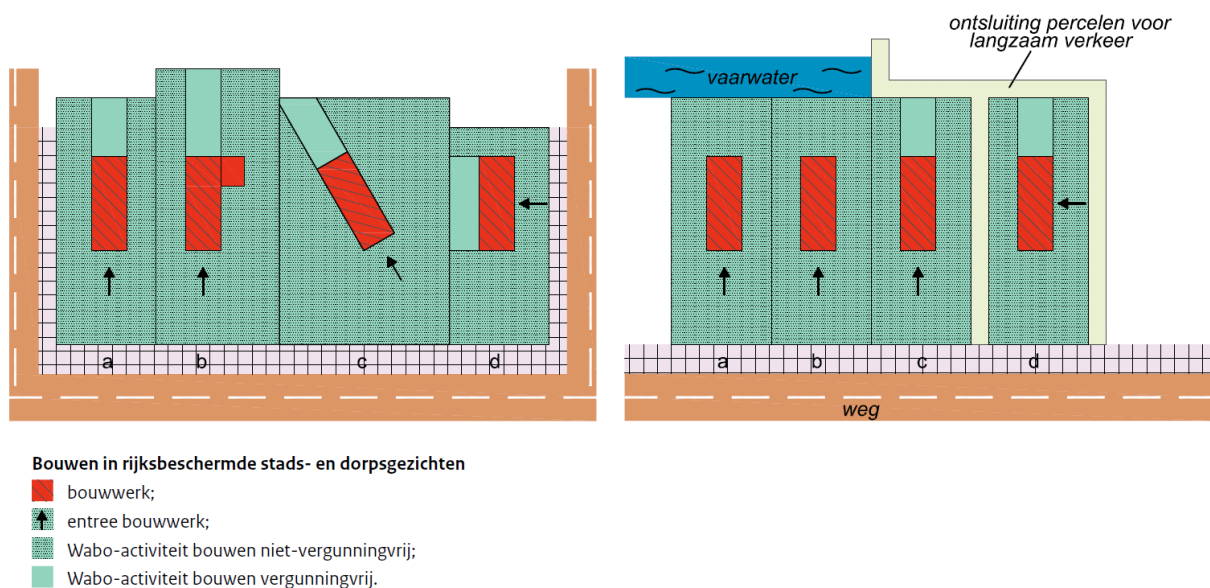 ontsluiting percelen voor
langzaam verkeer
vaarwater
a b c d
a b c d
weg
Bouwen in rijksbeschermde stads- en dorpsgezichten
bouwwerk;
entree bouwwerk;
Wabo-activiteit bouwen niet-vergunningvrij;
Wabo-activiteit bouwen vergunningvrij.